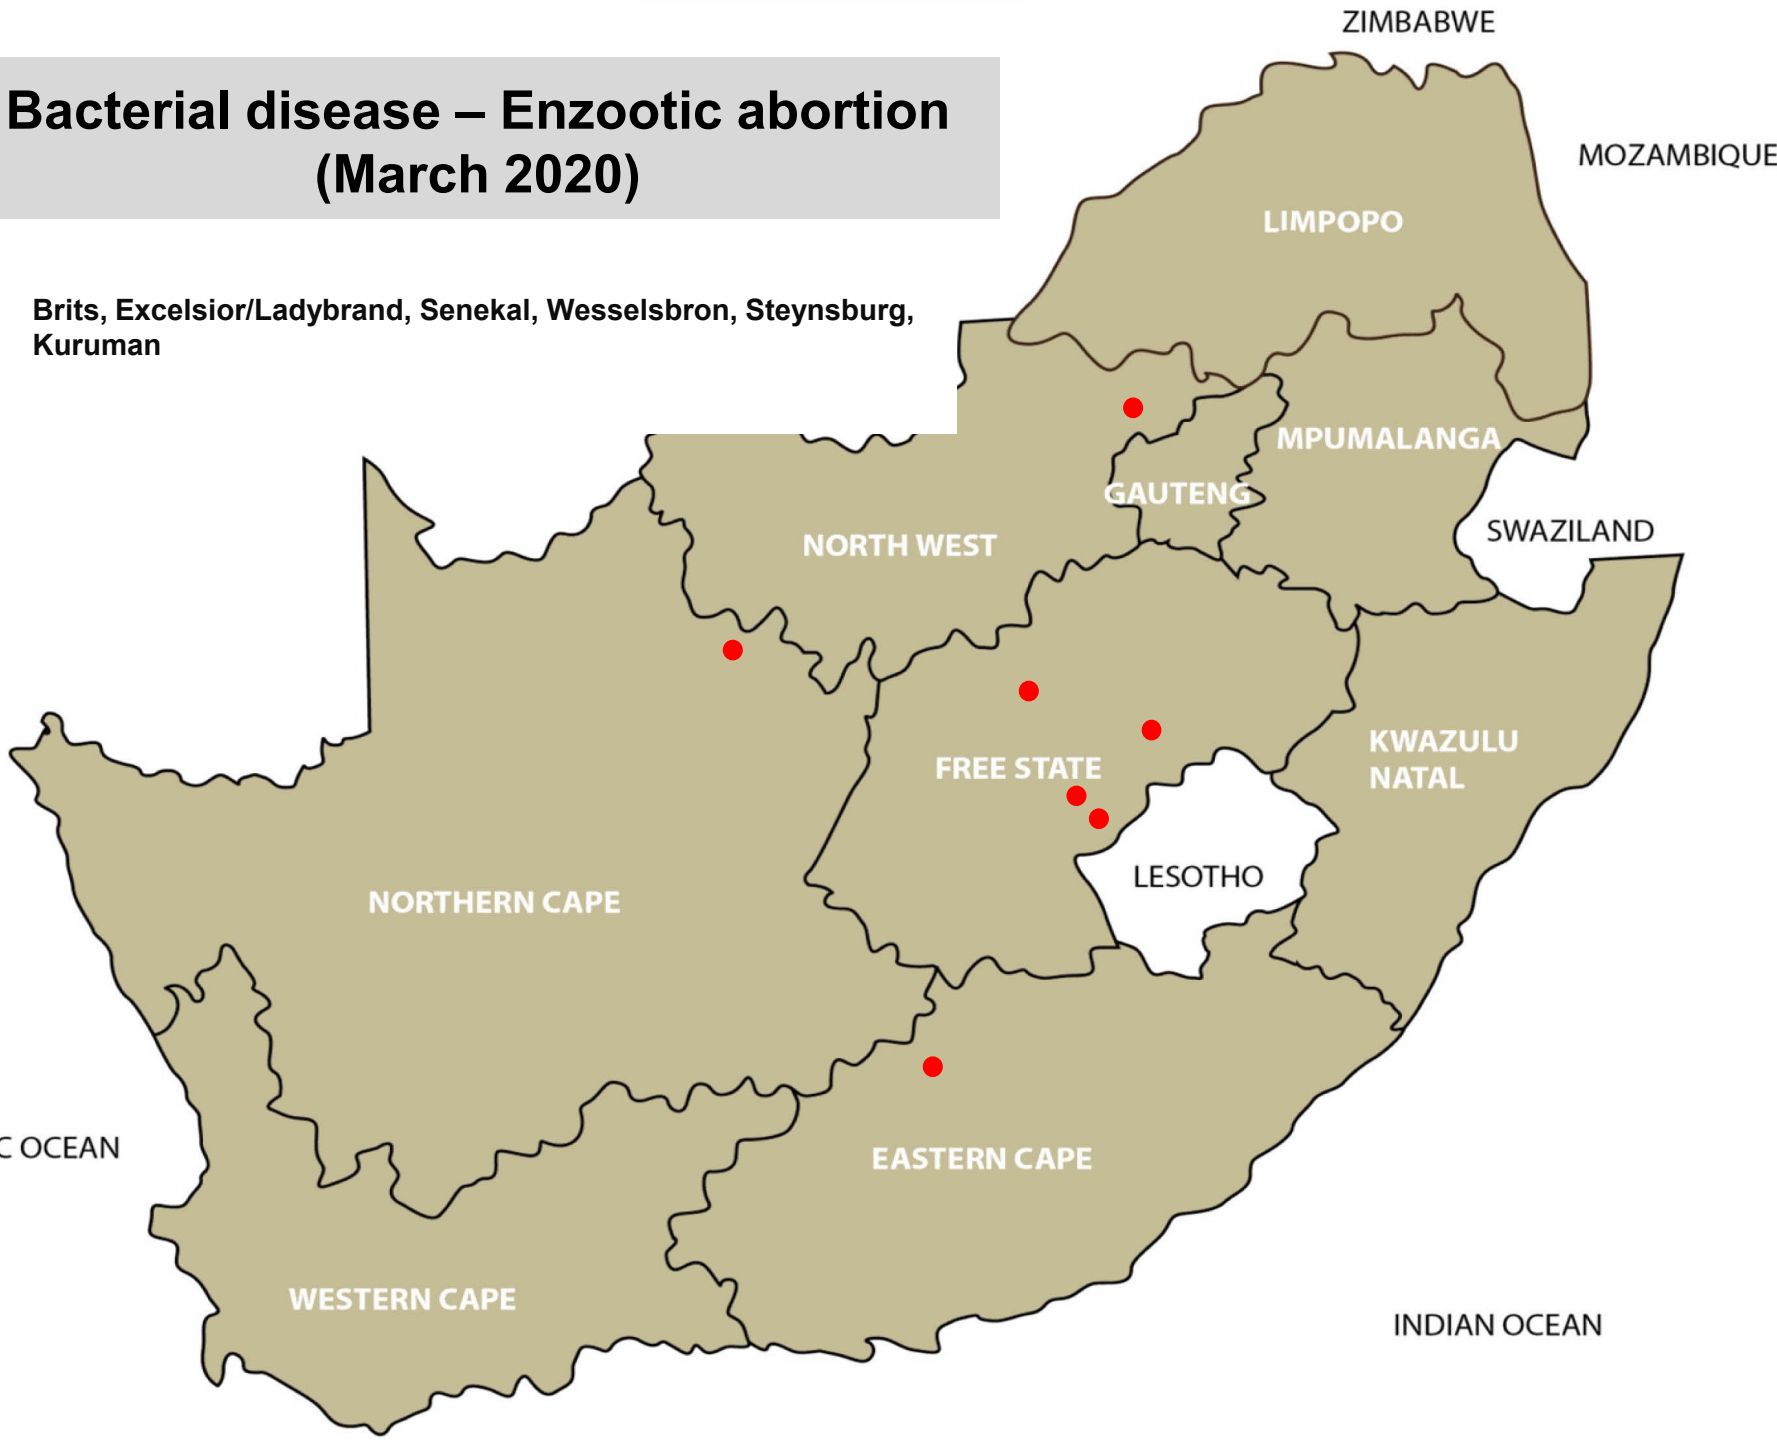 ZIMBABWE
Bacterial disease – Enzootic abortion
(March 2020)
MOZAMBIQUE
LIMPOPO
Brits, Excelsior/Ladybrand, Senekal, Wesselsbron, Steynsburg,
Kuruman
MPUMALANGA
GAUTENG
SWAZILAND
NORTH WEST
KWAZULU
NATAL
FREE STATE
LESOTHO
NORTHERN CAPE
C OCEAN
EASTERN CAPE
WESTERN CAPE
INDIAN OCEAN